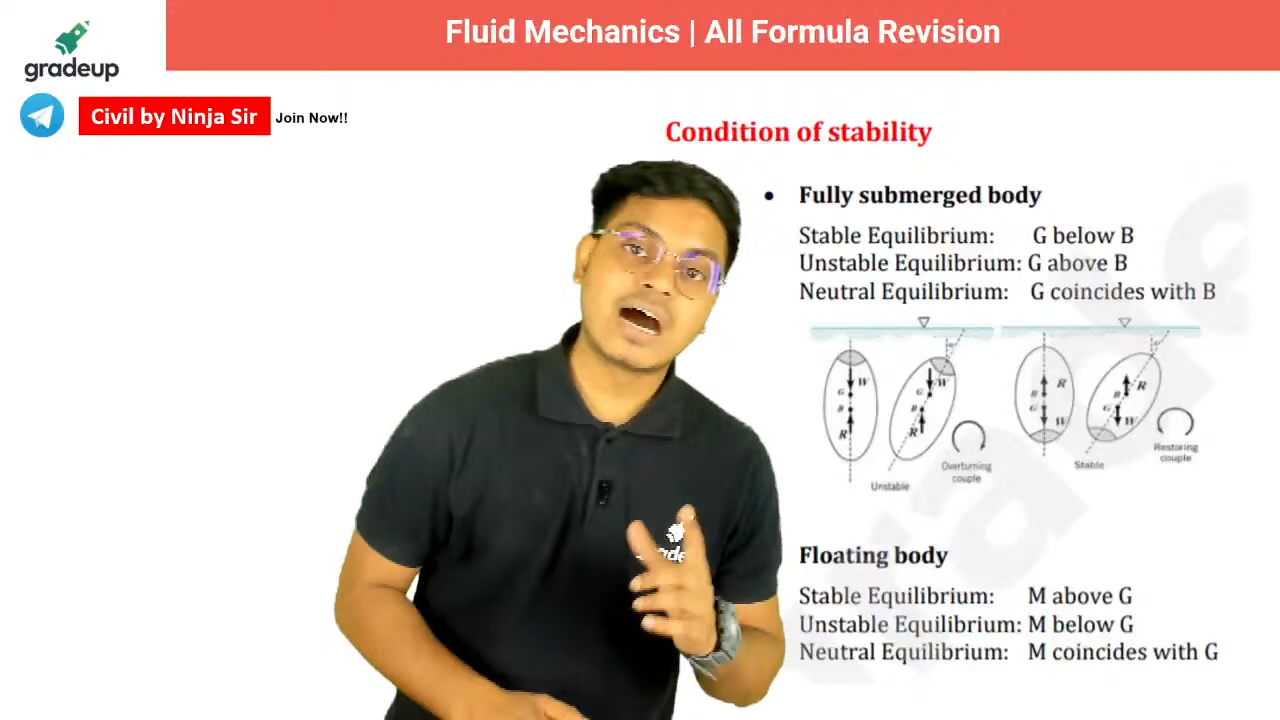 Fluid Mechanics | All Formula Revision
gradeup
Civil by Ninja Sir Join Now!!
Condition of stability
• Fully submerged body
Stable Equilibrium: G below B
Unstable Equilibrium: G above B
Neutral Equilibrium: G coincides with B
W
G
B
R
W
G
B
R
Overturning
couple
Unstable
R
B
G
W
R
B
G
W
Restoring
couple
Stable
Floating body
Stable Equilibrium: M above G
Unstable Equilibrium: M below G
Neutral Equilibrium: M coincides with G